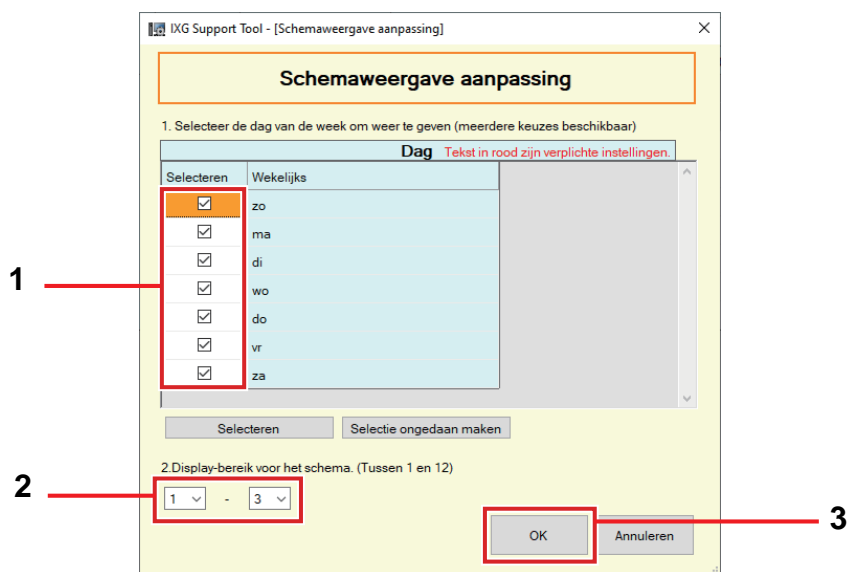 IXG Support Tool - [Schemaweergave aanpassing]
Schemaweergave aanpassing
1. Selecteer de dag van de week om weer te geven (meerdere keuzes beschikbaar)
Dag Tekst in rood zijn verplichte instellingen.
Selecteren Wekelijks
zo
ma
di
1
wo
do
vr
za
Selecteren Selectie ongedaan maken
2.Display-bereik voor het schema. (Tussen 1 en 12)
2
1 - 3
3
OK Annuleren